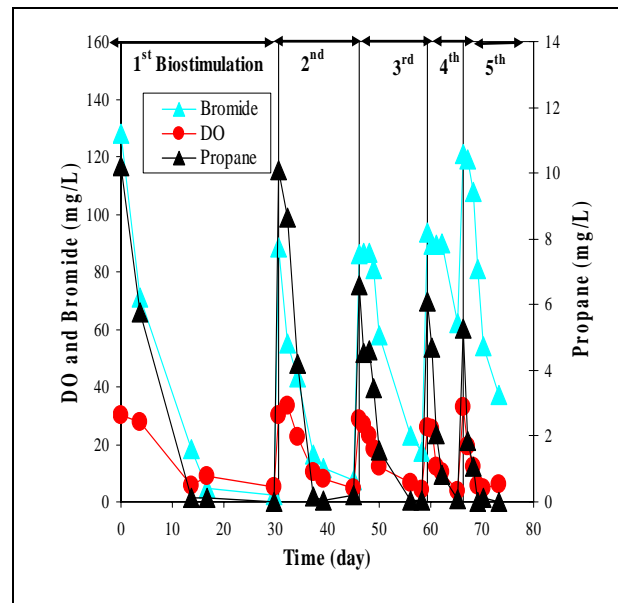 160 14
1st Biostimulation 2nd 3rd 4th 5th
140 12
Bromide
DO
Propane
120 10
100 8
80
60 6
40 4
20 2
0 0
0 10 20 30 40 50 60 70 80
Time (day)
DO and Bromide (mg/L)
Propane (mg/L)